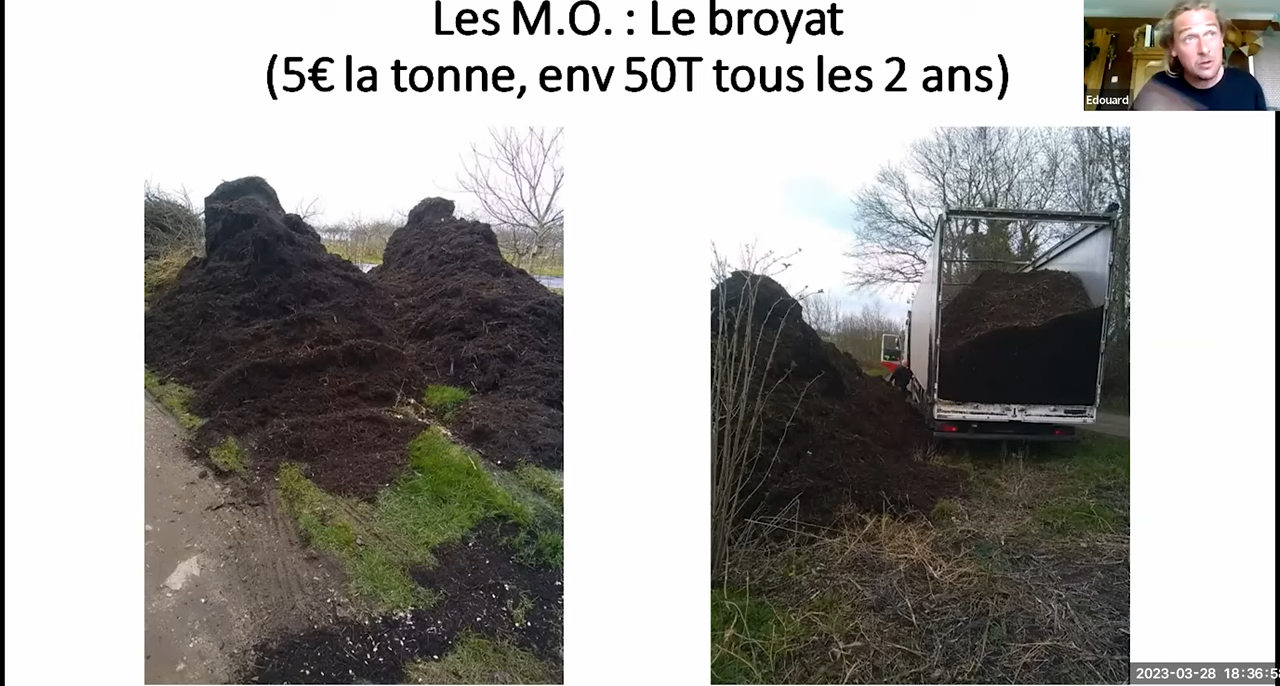 Les M.O. : Le broyat
(5€ la tonne, env 50T tous les 2 ans)
Edouard
2023-03-28 18:36:5